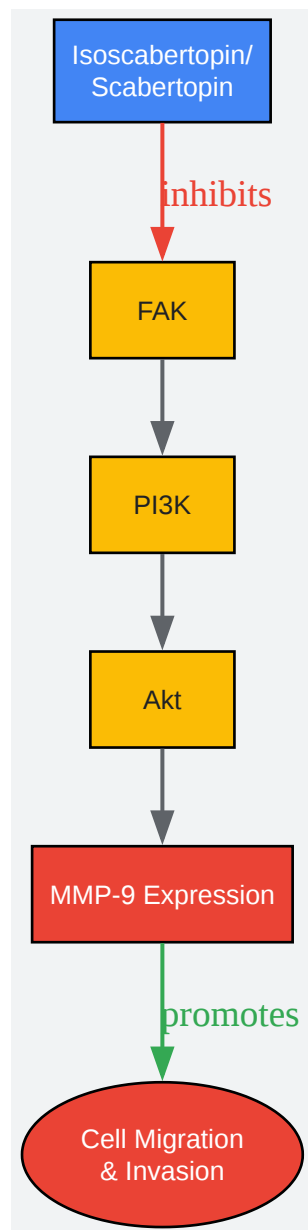 Isoscabertopin/
Scabertopin
inhibits
FAK
PI3K
Akt
MMP-9 Expression
promotes
Cell Migration
& Invasion